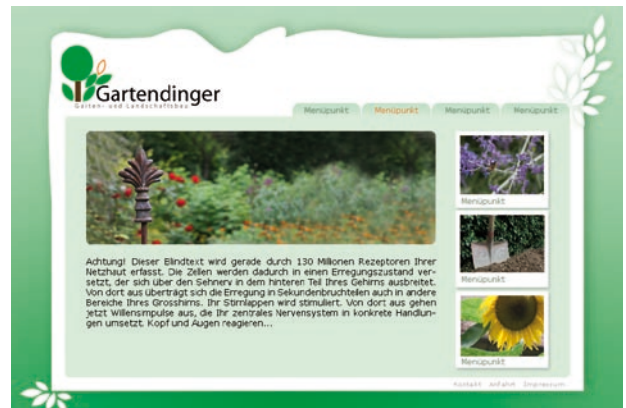 Gartendinger
Garten- und Landschaftsbau
Menüpunkt Menüpunkt Menüpunkt Menüpunkt
Menüpunkt
Menüpunkt
Menüpunkt
Achtung! Dieser Blindtext wird gerade durch 130 Millionen Rezeptoren Ihrer
Netzhaut erfasst. Die Zellen werden dadurch in einen Erregungszustand ver-
setzt, der sich über den Sehnerv in dem hinteren Teil Ihres Gehirns ausbreitet.
Von dort aus überträgt sich die Erregung in Sekundenbruchteilen auch in andere
Bereiche Ihres Grosshirns. Ihr Stirnlappen wird stimuliert. Von dort aus gehen
jetzt Willensimpulse aus, die Ihr zentrales Nervensystem in konkrete Handlun-
gen umsetzt. Kopf und Augen reagieren...
Kontakt Anfahrt Impressum